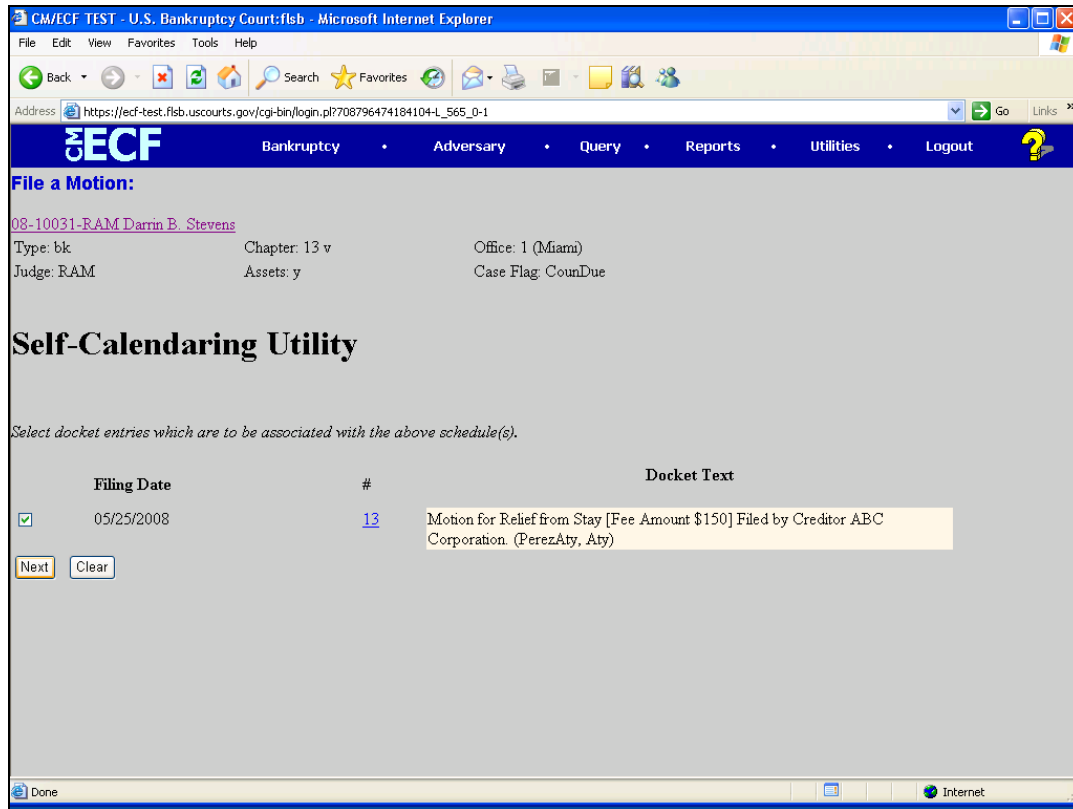 CM/ECF TEST - U.S. Bankruptcy Court:flsb - Microsoft Internet Explorer
File Edit View Favorites Tools Help
Back Search Favorites
Address https://ecf-test.flsb.uscourts.gov/cgi-bin/login.pl?708796474184104-L_565_0-1 Go Links »
CM ECF Bankruptcy • Adversary • Query • Reports • Utilities • Logout ?
File a Motion:
08-10031-RAM Darrin B. Stevens
Type: bk Chapter: 13 v Office: 1 (Miami)
Judge: RAM Assets: y Case Flag: CounDue
Self-Calendaring Utility
Select docket entries which are to be associated with the above schedule(s).
Filing Date # Docket Text
05/25/2008 13 Motion for Relief from Stay [Fee Amount $150] Filed by Creditor ABC
Corporation. (PerezAty, Aty)
Next Clear
Done Internet